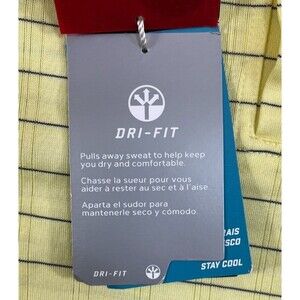 DRI-FIT
Pulls away sweat to help keep
you dry and comfortable.
Chasse la sueur pour vous
aider à rester au sec et à l'aise.
Aparta el sudor para
mantenerle seco y cómodo.
DRI-FIT
STAY COOL